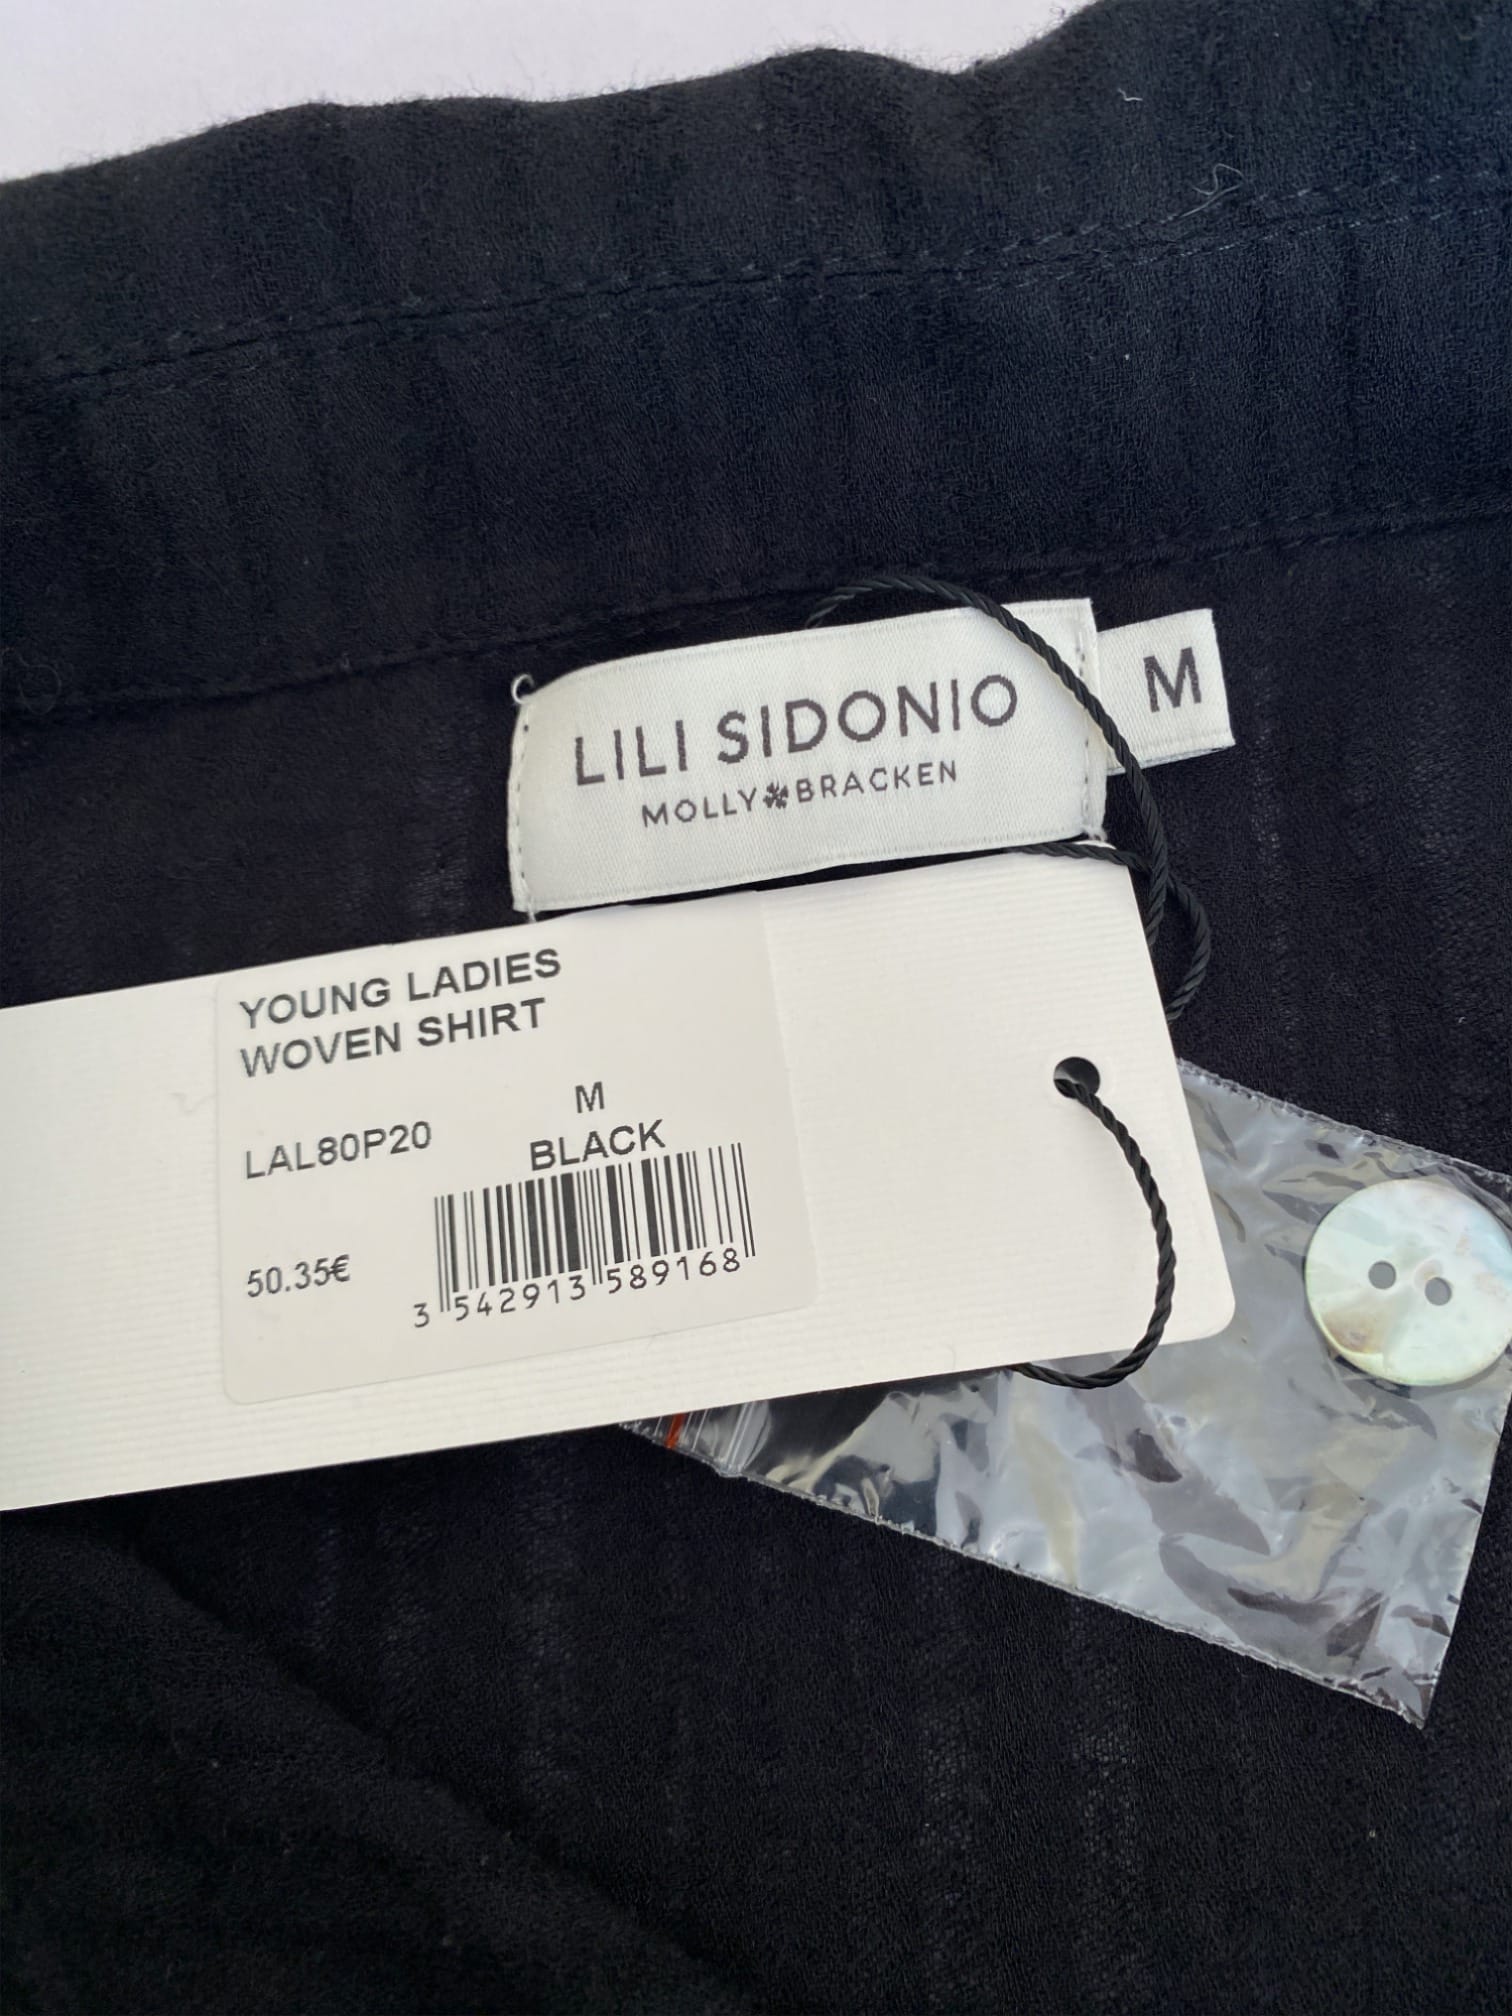 LILI SIDONIO
MOLLY BRACKEN
M
YOUNG LADIES
WOVEN SHIRT
M
LAL80P20
BLACK
50.35€
3 542913 589168